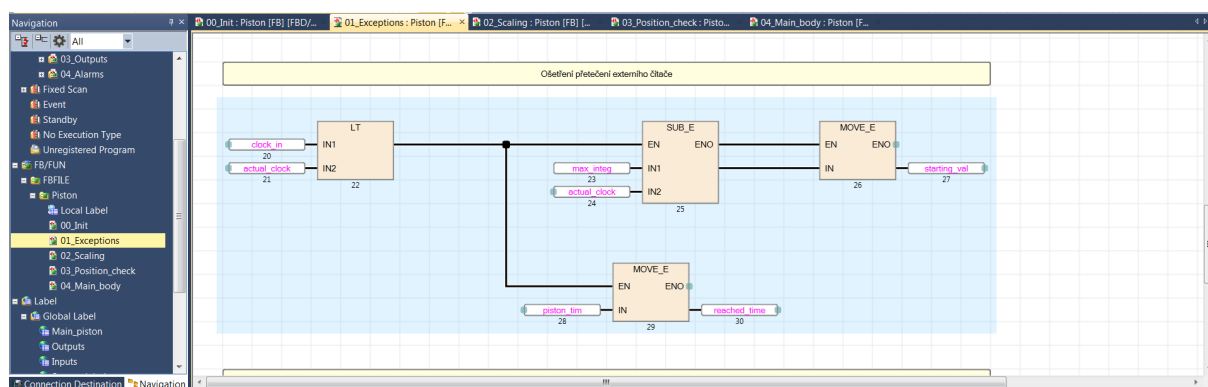 Navigation
All
03_Outputs
04_Alarms
Fixed Scan
Event
Standby
No Execution Type
Unregistered Program
FB/FUN
FBFILE
Piston
Local Label
00_Init
01_Exceptions
02_Scaling
03_Position_check
04_Main_body
Label
Global Label
Main_piston
Outputs
Inputs
Connection Destination
Navigation
00_Init : Piston [FB] [FBD/...
01_Exceptions : Piston [F...
02_Scaling : Piston [FB] [...
03_Position_check : Pisto...
04_Main_body : Piston [F...
Ošetření přetečení externího čítače
LT
clock_in
IN1
20
actual_clock
IN2
21
22
SUB_E
EN ENO
max_integ
IN1
23
actual_clock
IN2
24
25
MOVE_E
EN ENO
IN
starting_val
26
27
MOVE_E
EN ENO
piston_tim
IN
reached_time
28
29
30